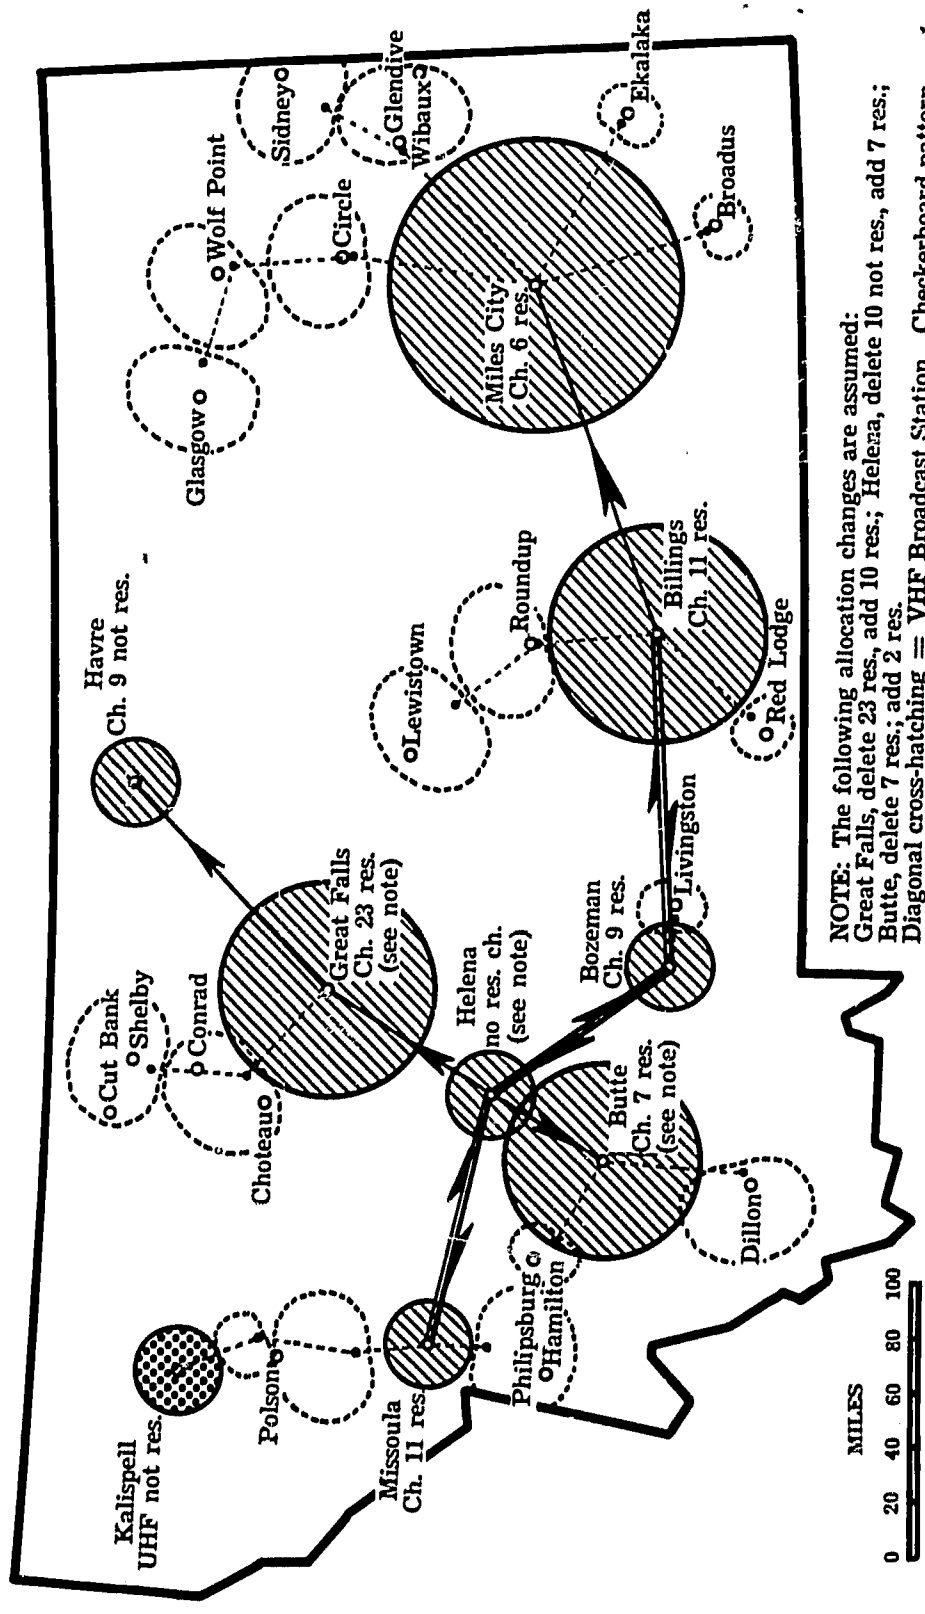 Kalispell
UHF not res.
Polson
Missoula
Ch. 11 res.
Philipsburg
Hamilton
Cut Bank
Shelby
Conrad
Choteau
Great Falls
Ch. 23 res.
(see note)
Helena
no res. ch.
(see note)
Butte
Ch. 7 res.
(see note)
Dillon
Bozeman
Ch. 9 res.
Livingston
Havre
Ch. 9 not res.
Lewistown
Roundup
Billings
Ch. 11 res.
Red Lodge
Glasgow
Wolf Point
Circle
Sidney
Glendive
Wibaux
Miles City
Ch. 6 res.
Broadus
Ekalaka
MILES
0 20 40 60 80 100
NOTE: The following allocation changes are assumed:
Great Falls, delete 23 res., add 10 res.; Helena, delete 10 not res., add 7 res.;
Butte, delete 7 res.; add 2 res.
Diagonal cross-hatching = VHF Broadcast Station Checkerboard pattern